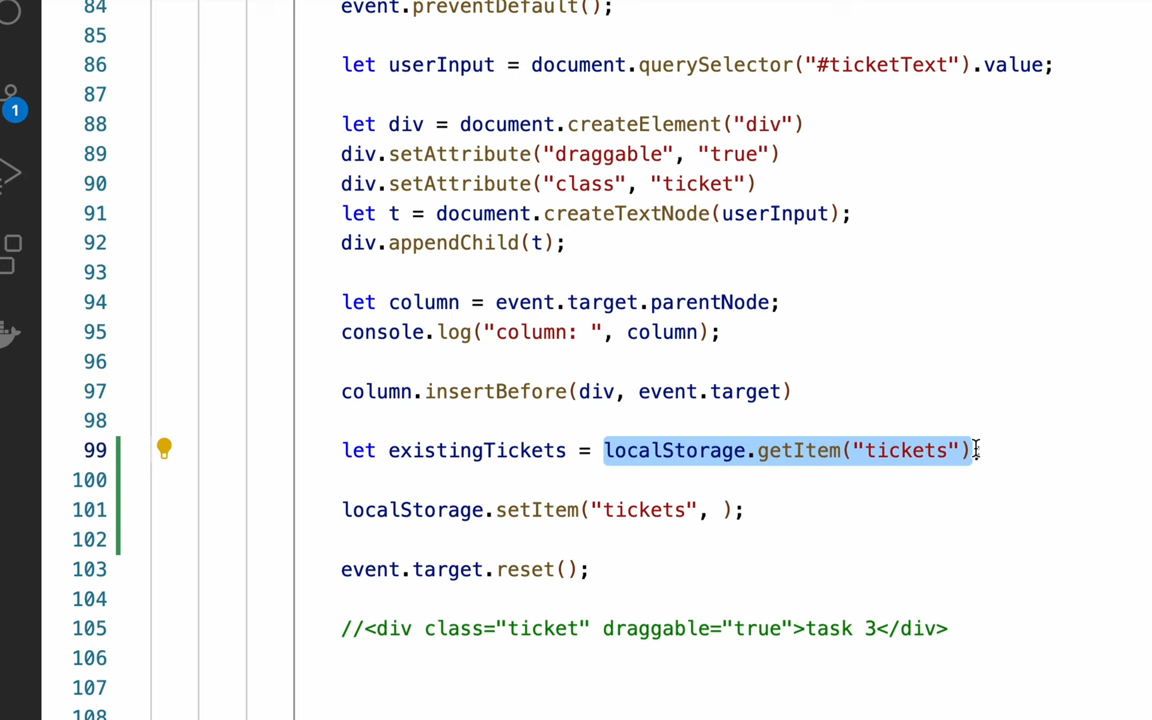 84 event.preventDefault();
85
86 let userInput = document.querySelector("#ticketText").value;
87
88 let div = document.createElement("div")
89 div.setAttribute("draggable", "true")
90 div.setAttribute("class", "ticket")
91 let t = document.createTextNode(userInput);
92 div.appendChild(t);
93
94 let column = event.target.parentNode;
95 console.log("column: ", column);
96
97 column.insertBefore(div, event.target)
98
1
99 let existingTickets = localStorage.getItem("tickets")
100
101 localStorage.setItem("tickets", );
102
103 event.target.reset();
104
105 //<div class="ticket" draggable="true">task 3</div>
106
107
108